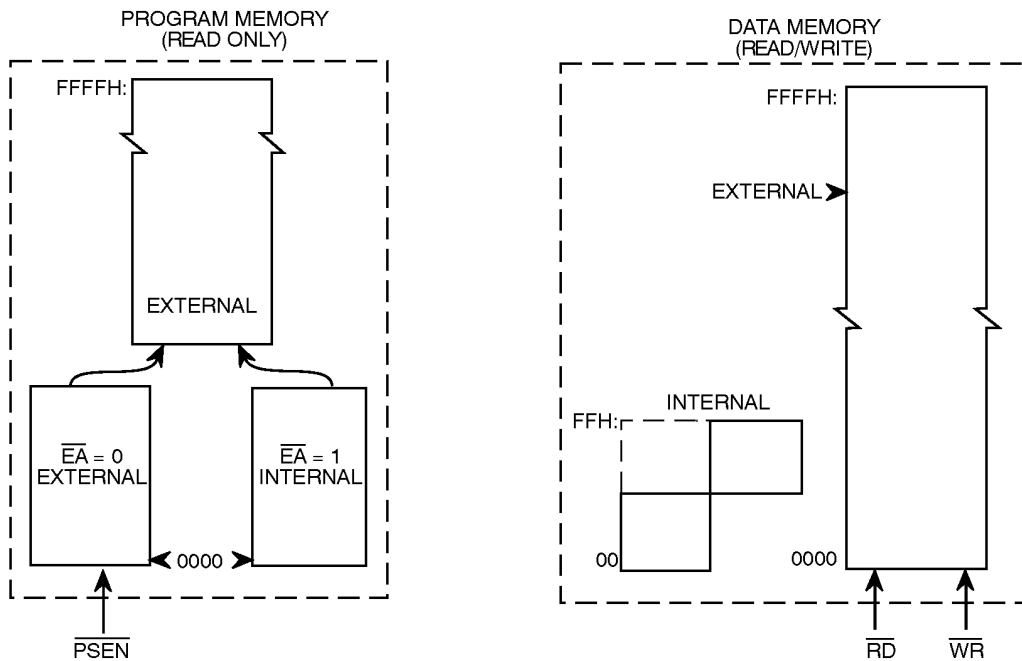 PROGRAM MEMORY
(READ ONLY)
FFFFH:
EXTERNAL
EA = 0
EXTERNAL
EA = 1
INTERNAL
0000
PSEN
DATA MEMORY
(READ/WRITE)
FFFFH:
EXTERNAL
INTERNAL
FFH:
00
0000
RD
WR